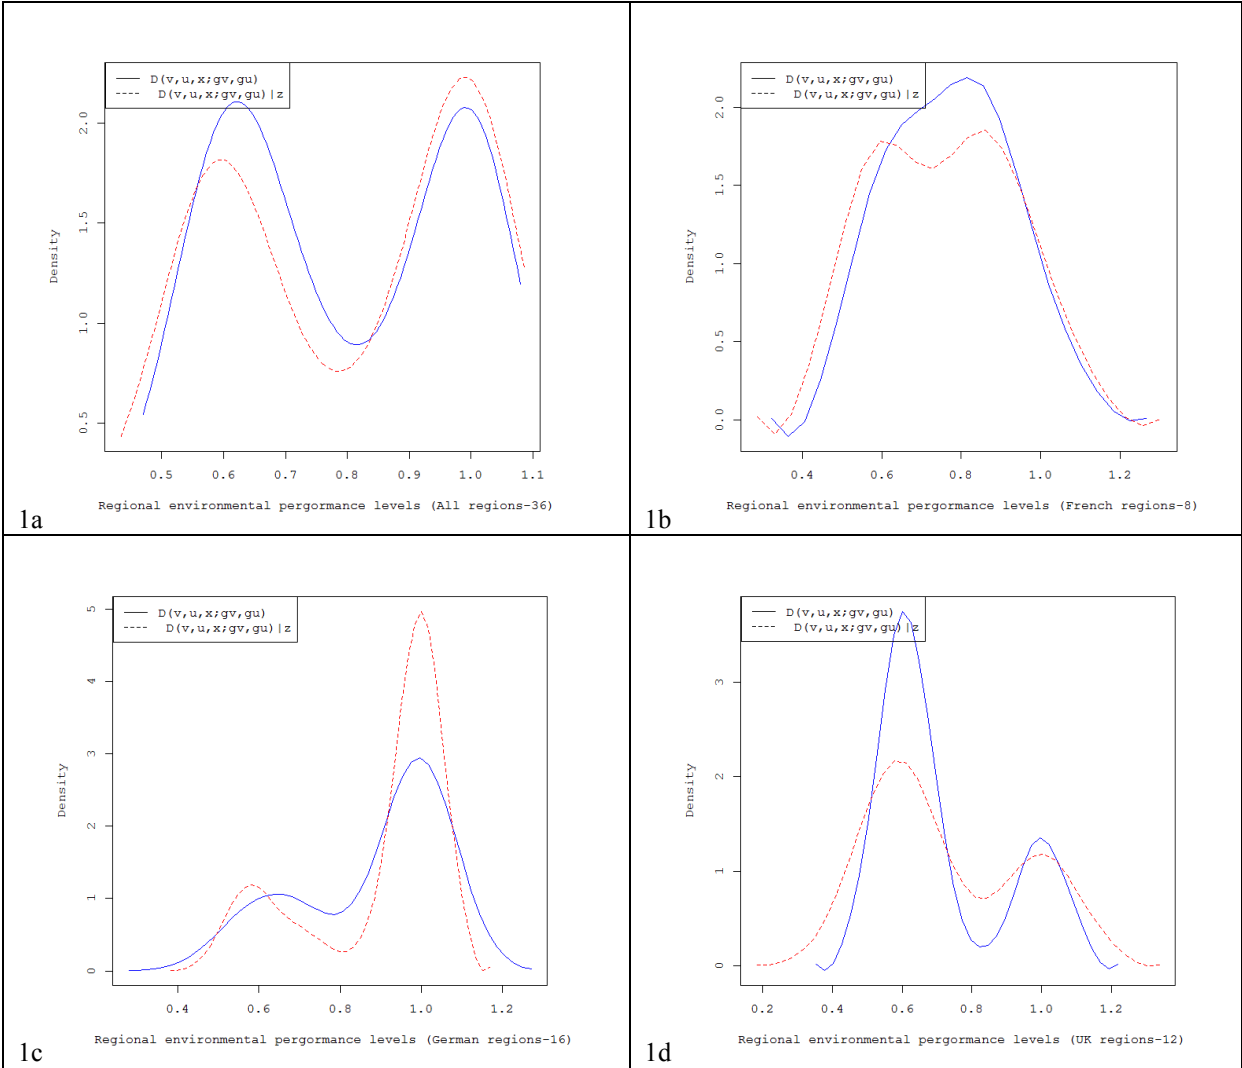 D(v,u,x;gv,gu)
D(v,u,x;gv,gu)|z
Density
2.0
1.5
1.0
0.5
0.5 0.6 0.7 0.8 0.9 1.0 1.1
Regional environmental pergormance levels (All regions-36)
1a
D(v,u,x;gv,gu)
D(v,u,x;gv,gu)|z
Density
2.0
1.5
1.0
0.5
0.0
0.4 0.6 0.8 1.0 1.2
Regional environmental pergormance levels (French regions-8)
1b
D(v,u,x;gv,gu)
D(v,u,x;gv,gu)|z
Density
5
4
3
2
1
0
0.4 0.6 0.8 1.0 1.2
Regional environmental pergormance levels (German regions-16)
1c
D(v,u,x;gv,gu)
D(v,u,x;gv,gu)|z
Density
3
2
1
0
0.2 0.4 0.6 0.8 1.0 1.2
Regional environmental pergormance levels (UK regions-12)
1d